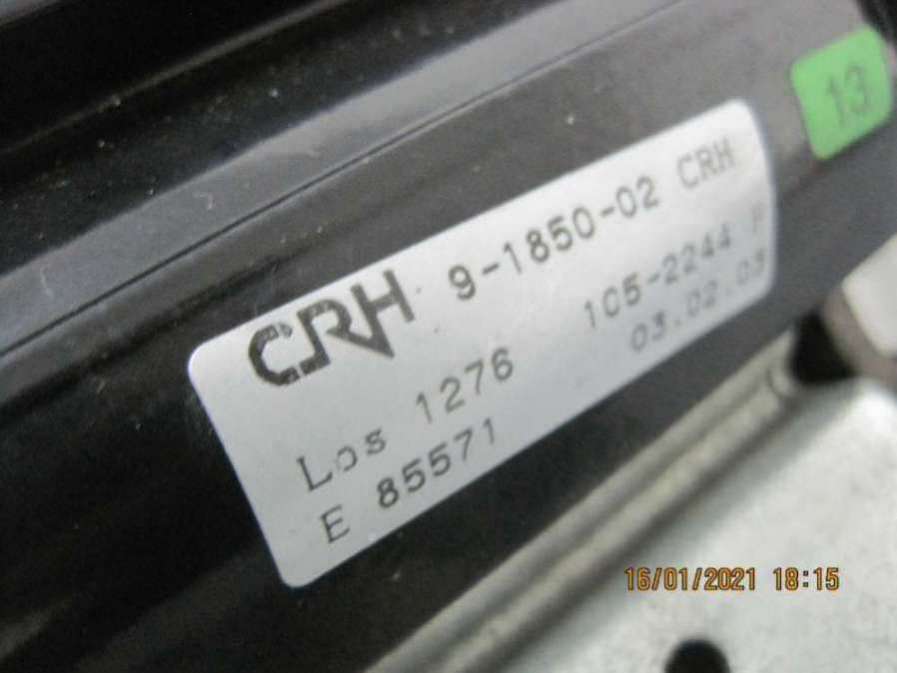 13
CRH 9-1850-02 CRH
Los 1276 105-2244 P
E 85571 03.02.03
16/01/2021 18:15